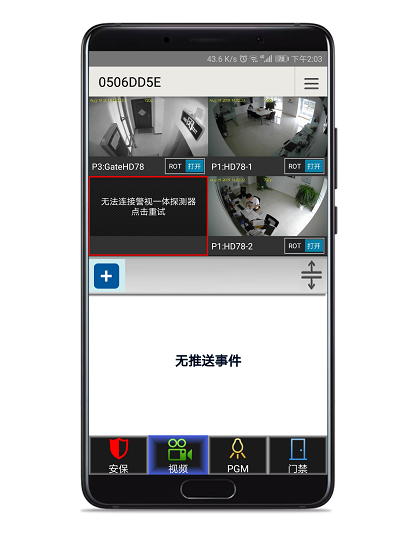 43.6 K/s 下午2:03
0506DD5E
P3:GateHD78 ROT 打开
P1:HD78-1 ROT 打开
无法连接警视一体探测器
点击重试
P1:HD78-2 ROT 打开
无推送事件
安保 视频 PGM 门禁